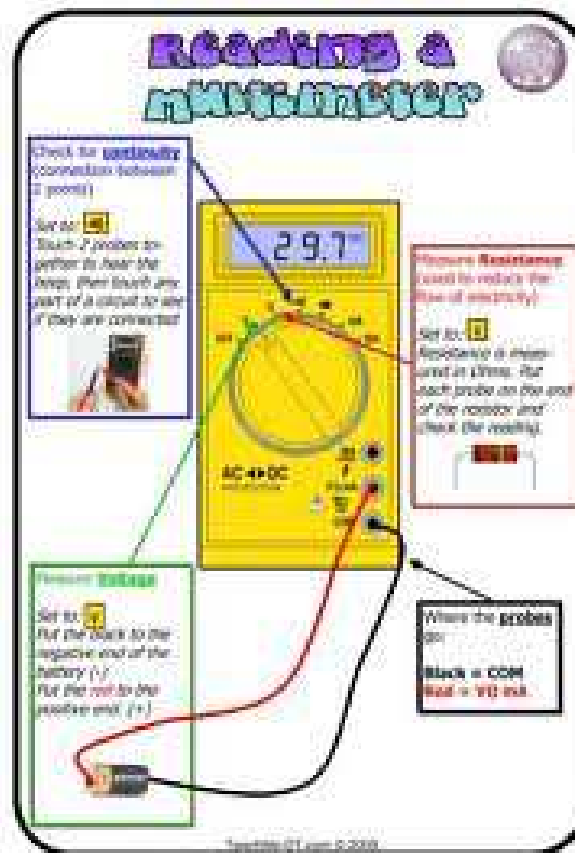 Reading a
Multimeter
Check for continuity
(connection between
2 points)
Set to:
Touch 2 probes to-
gether to hear the
beep, then touch any
part of a circuit to see
if they are connected
29.7
Measure Resistance
(used to reduce the
flow of electricity)
Set to:
Resistance is meas-
ured in Ohms. Put
each probe on the end
of the resistor and
check the reading.
AC DC
COM
Measure Voltage
Set to: V
Put the black to the
negative end of the
battery (-)
Put the red to the
positive end. (+)
Where the probes
go:
Black = COM
Red = VΩ mA